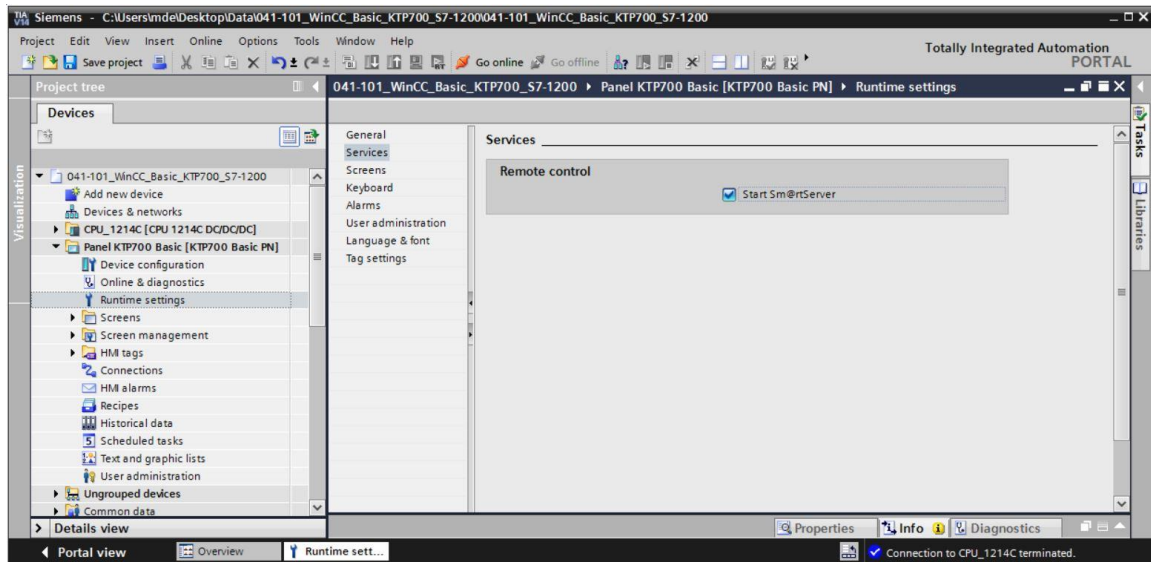 TIA V14 Siemens - C:\Users\mde\Desktop\Data\041-101_WinCC_Basic_KTP700_S7-1200\041-101_WinCC_Basic_KTP700_S7-1200
Project Edit View Insert Online Options Tools Window Help
Totally Integrated Automation
PORTAL
Save project
Go online
Go offline
Project tree
041-101_WinCC_Basic_KTP700_S7-1200 Panel KTP700 Basic [KTP700 Basic PN] Runtime settings
Devices
Visualization
041-101_WinCC_Basic_KTP700_S7-1200
Add new device
Devices & networks
CPU_1214C [CPU 1214C DC/DC/DC]
Panel KTP700 Basic [KTP700 Basic PN]
Device configuration
Online & diagnostics
Runtime settings
Screens
Screen management
HMI tags
Connections
HMI alarms
Recipes
Historical data
Scheduled tasks
Text and graphic lists
User administration
Ungrouped devices
Common data
Details view
General
Services
Screens
Keyboard
Alarms
User administration
Language & font
Tag settings
Services
Remote control
Start Sm@rtServer
Tasks
Libraries
Properties
Info
Diagnostics
Portal view
Overview
Runtime sett...
Connection to CPU_1214C terminated.